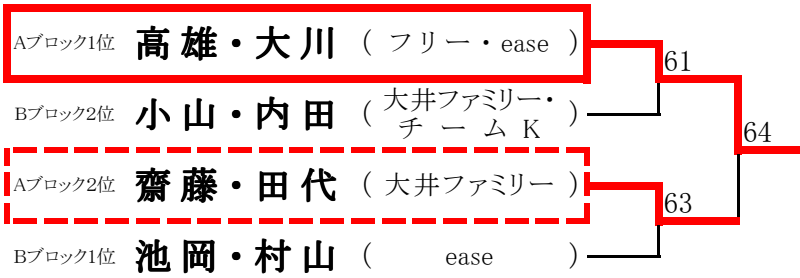 Aブロック1位 高雄・大川 ( フリー・ease )
61
Bブロック2位 小山・内田 ( 大井ファミリー・チームK )
64
Aブロック2位 齋藤・田代 ( 大井ファミリー )
63
Bブロック1位 池岡・村山 ( ease )